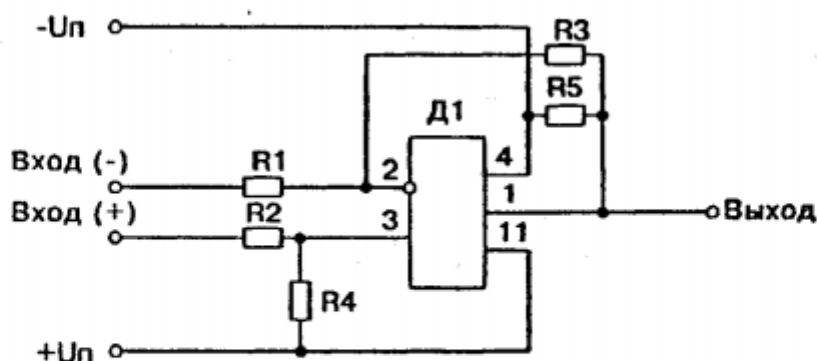 -Uп
R3
R5
Д1
Вход (-)
R1
2
4
Вход (+)
R2
3
1
Выход
11
R4
+Uп